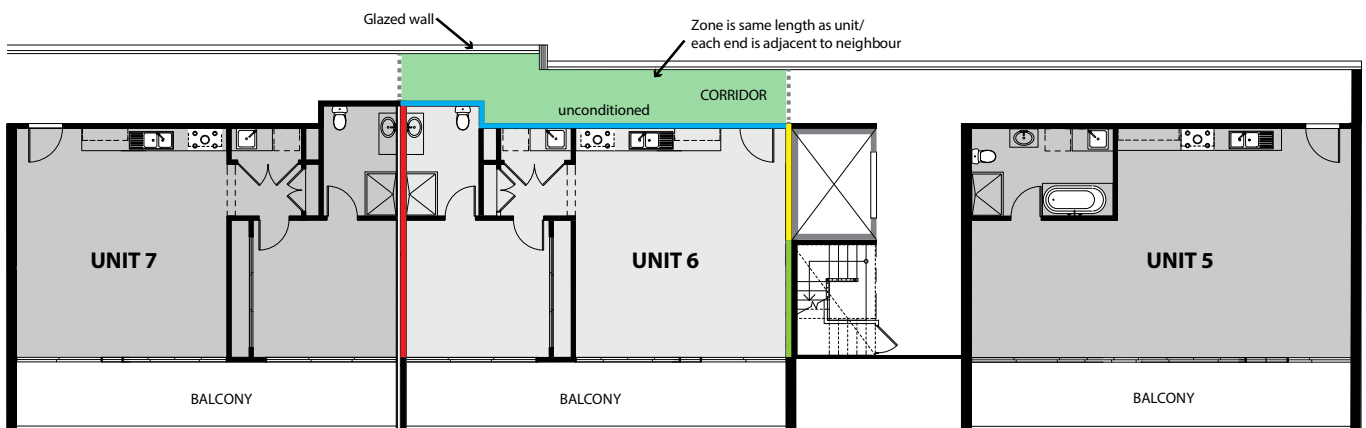 Glazed wall
Zone is same length as unit/
each end is adjacent to neighbour
CORRIDOR
unconditioned
UNIT 7
UNIT 6
UNIT 5
BALCONY
BALCONY
BALCONY